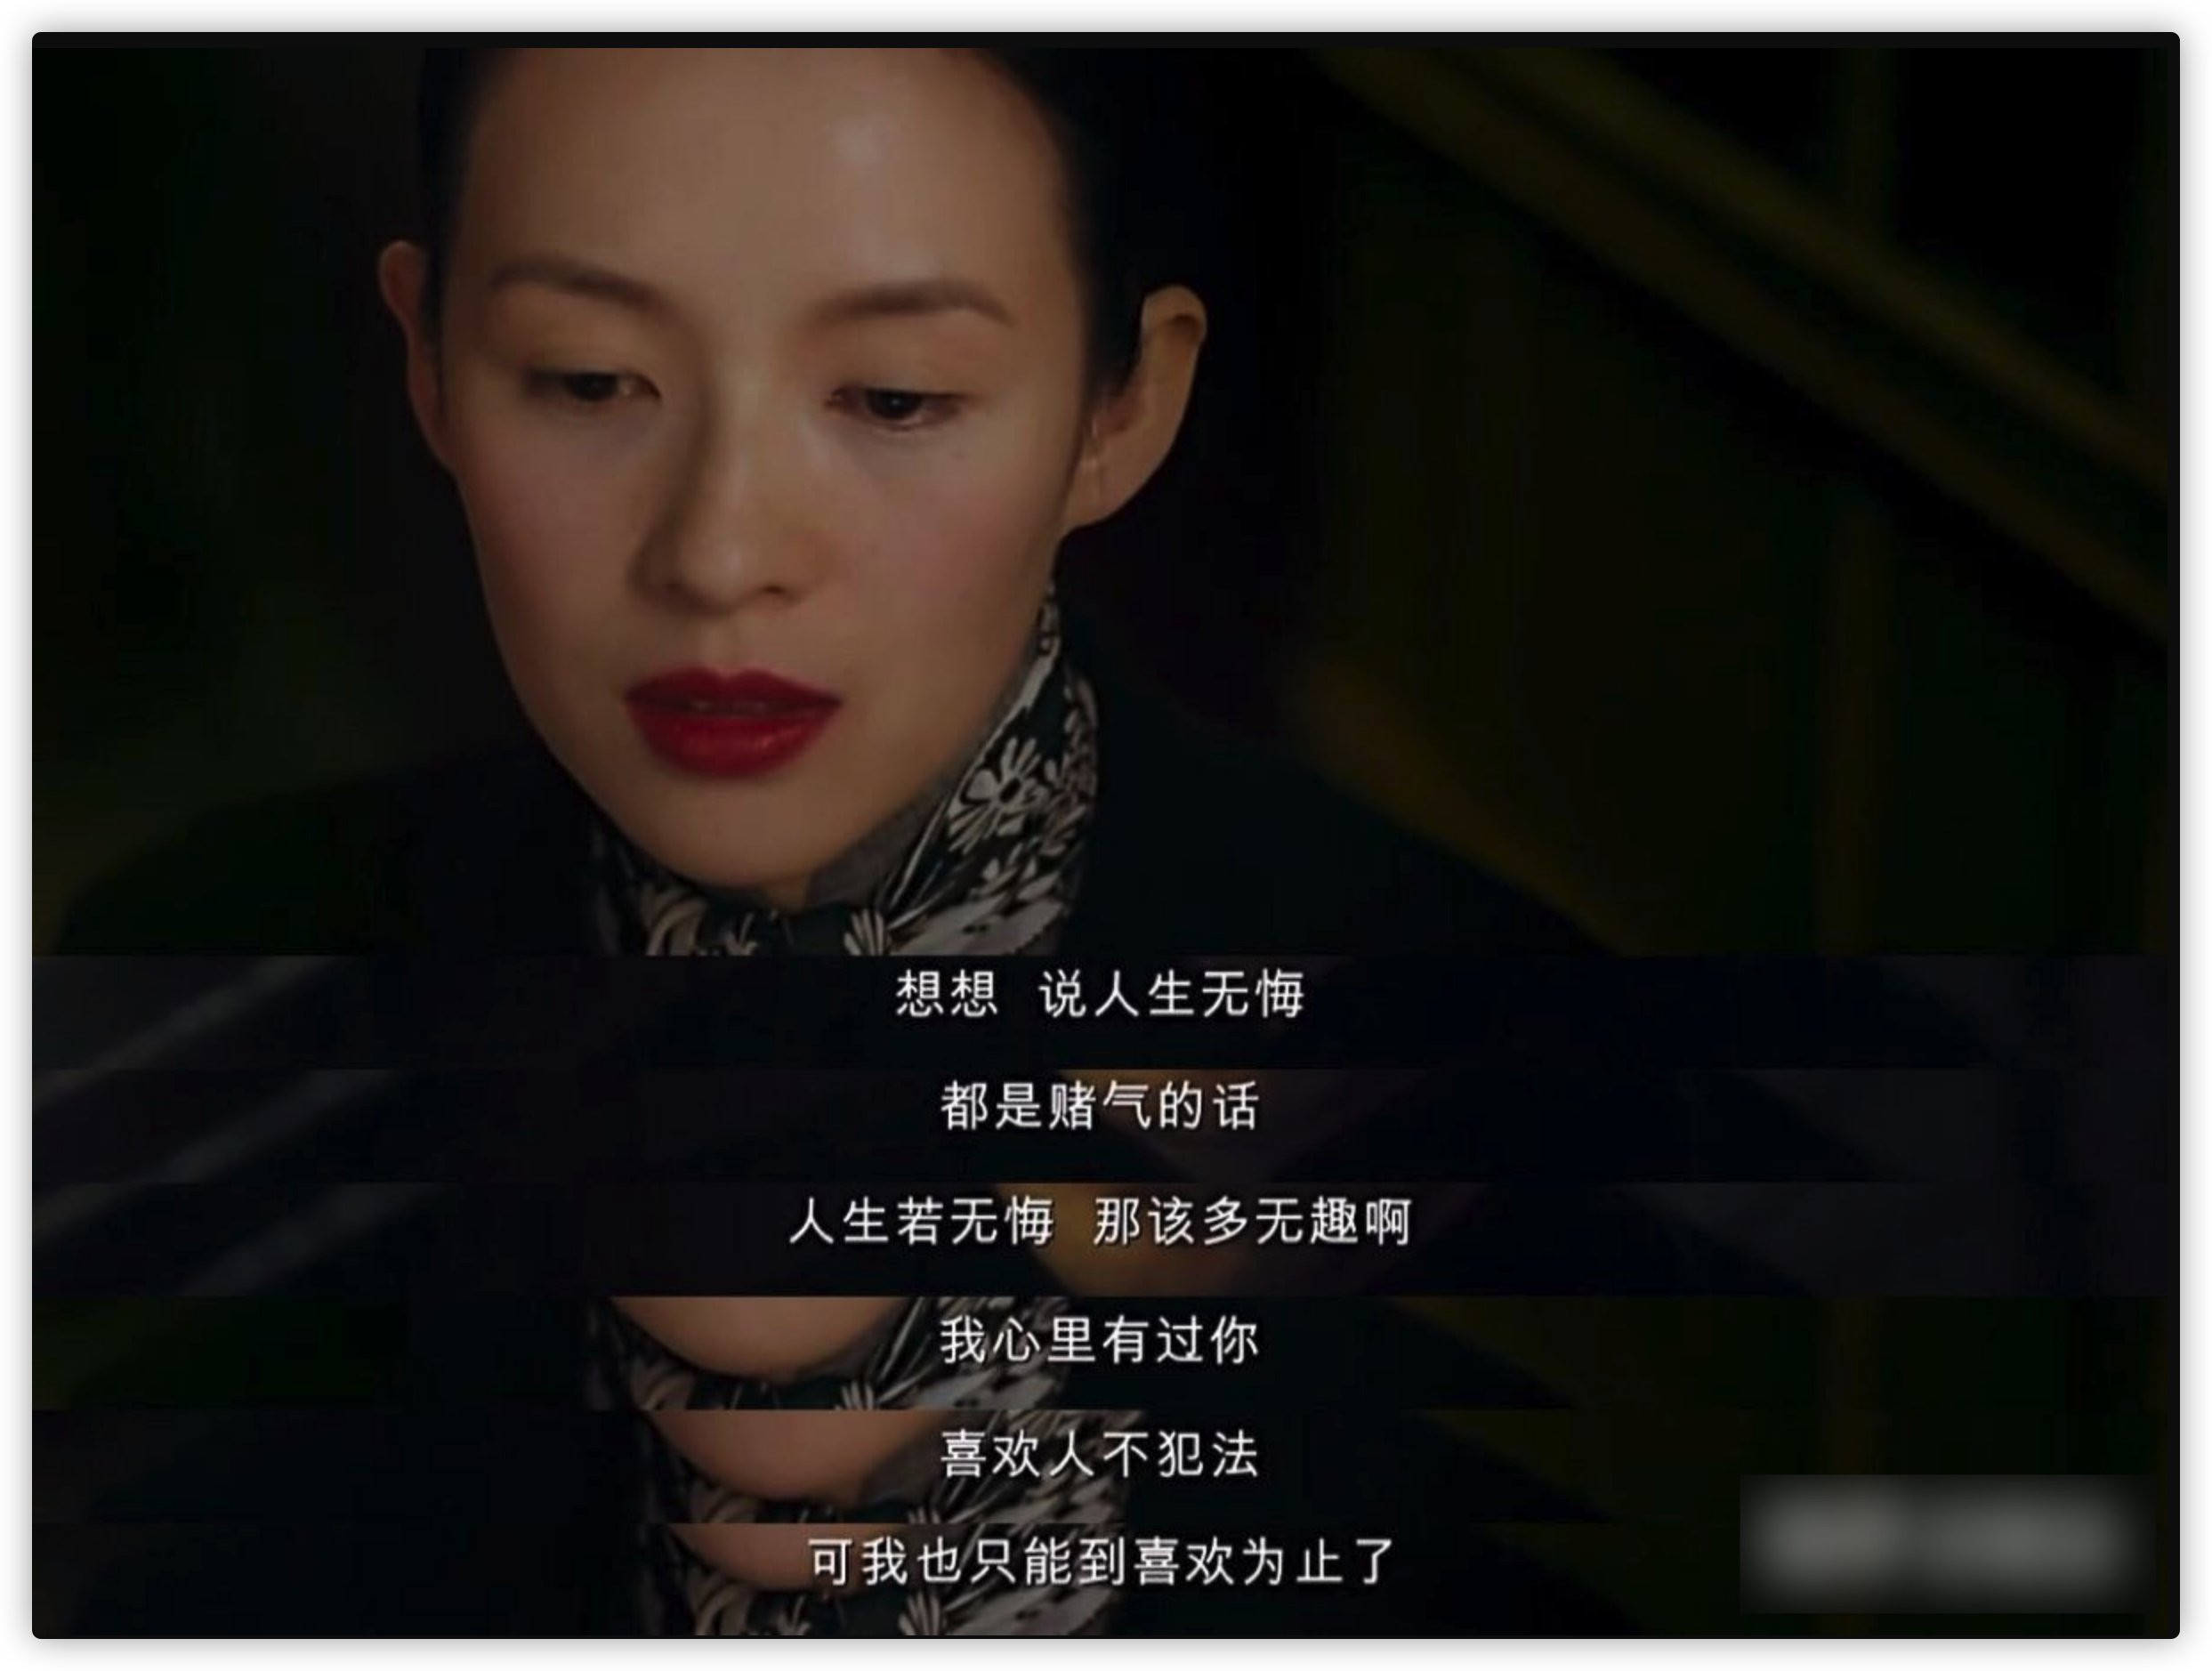 想想 说人生无悔
都是赌气的话
人生若无悔 那该多无趣啊
我心里有过你
喜欢人不犯法
可我也只能到喜欢为止了